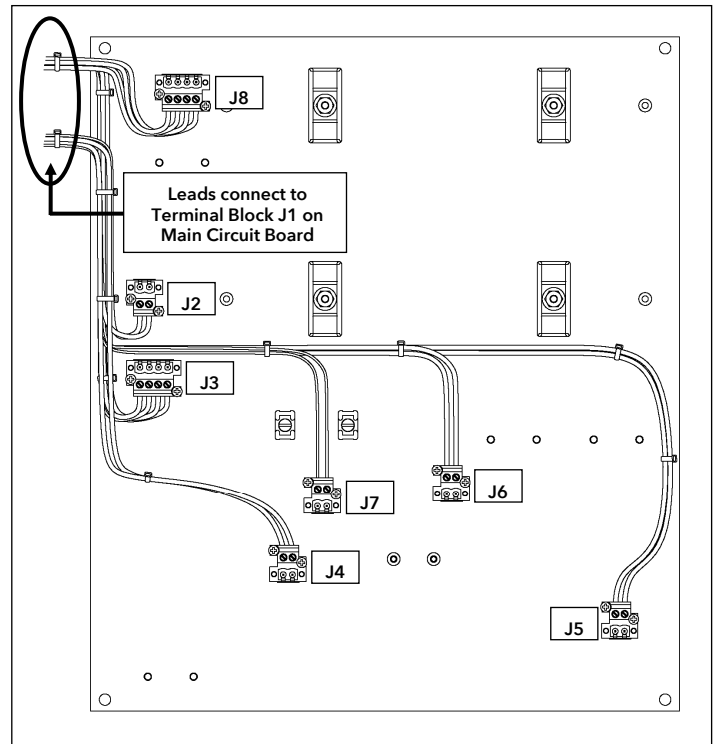 J8
Leads connect to
Terminal Block J1 on
Main Circuit Board
J2
J3
J7
J6
J4
J5